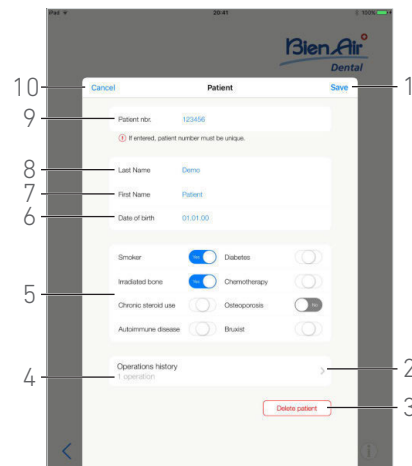 iPad 20:41 100%
Bien Air
Dental
10 Cancel Patient Save 1
9 Patient nbr. 123456
! If entered, patient number must be unique.
8 Last Name Demo
7 First Name Patient
6 Date of birth 01.01.00
Smoker Yes Diabetes
Irradiated bone Yes Chemotherapy
5 Chronic steroid use Osteoporosis No
Autoimmune disease Bruxist
Operations history 2
4 1 operation
Delete patient 3